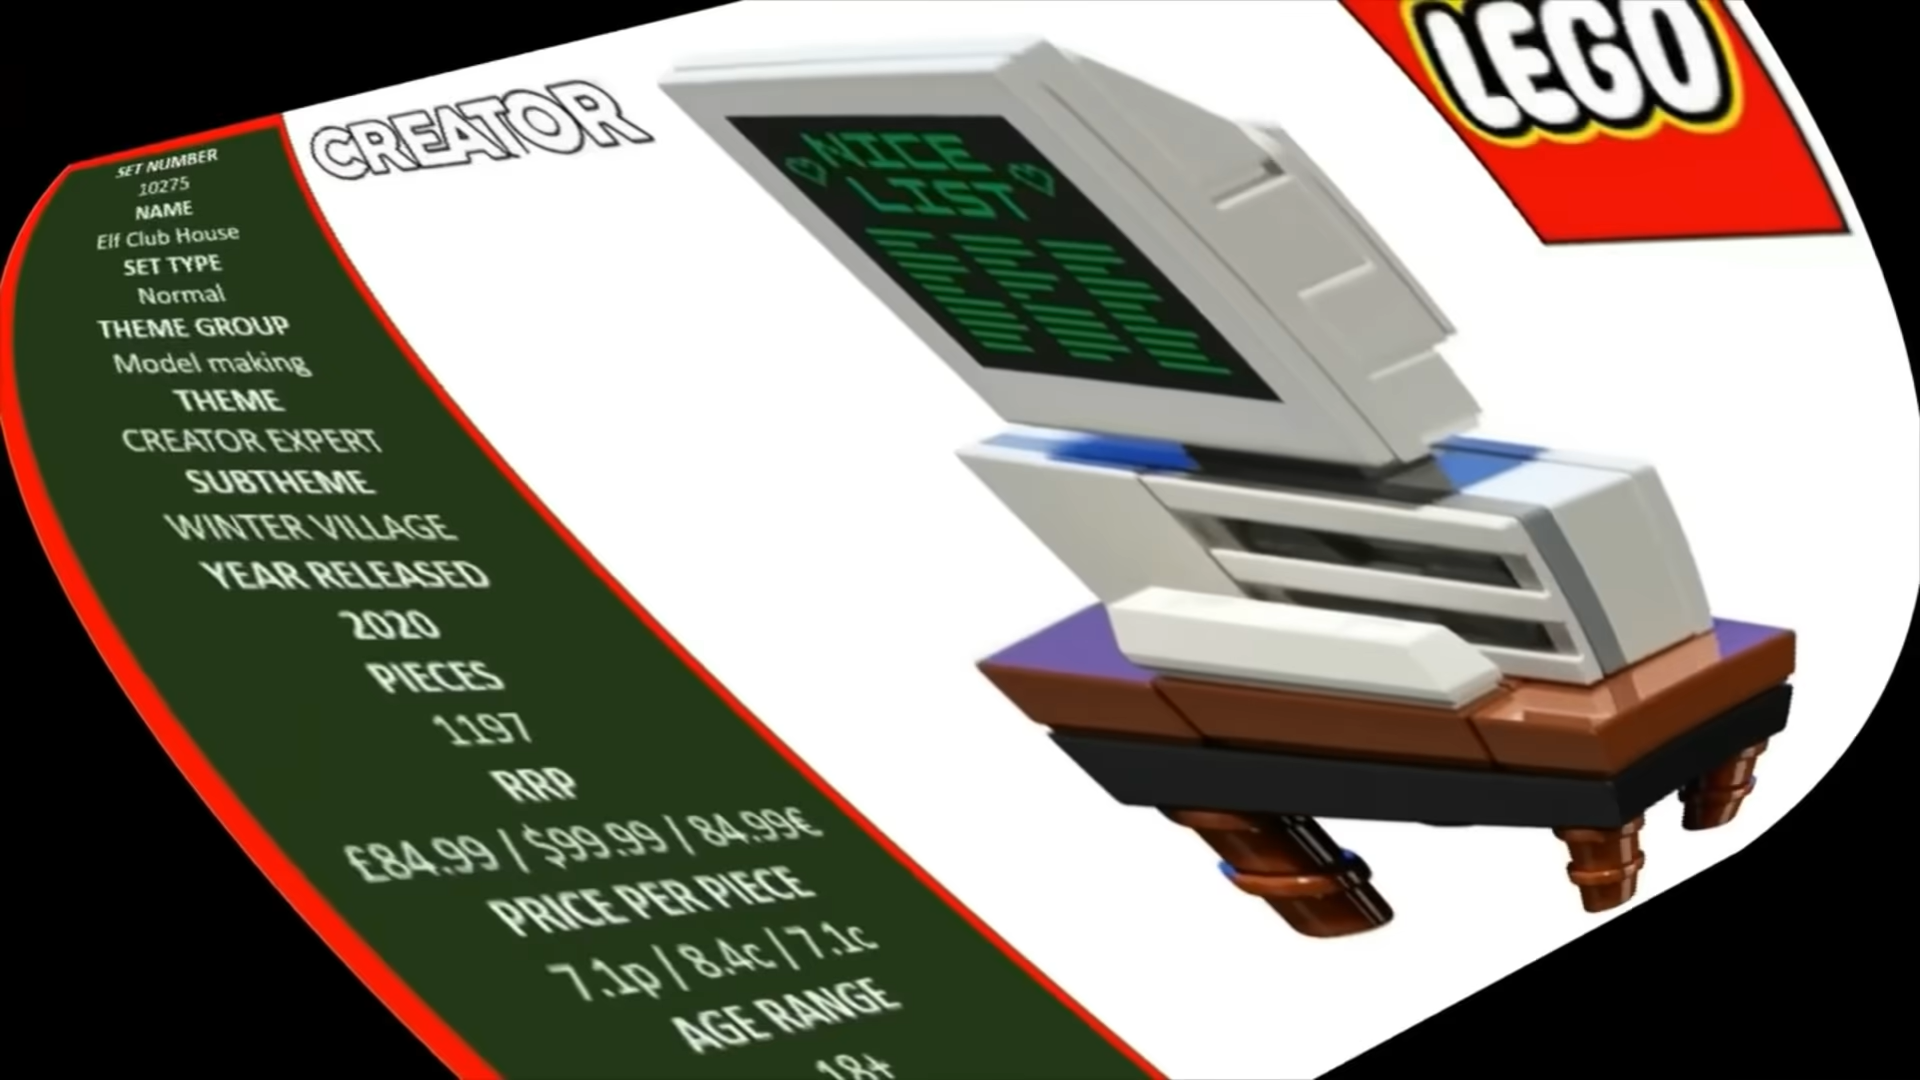 SET NUMBER
10275
NAME
Elf Club House
SET TYPE
Normal
THEME GROUP
Model making
THEME
CREATOR EXPERT
SUBTHEME
WINTER VILLAGE
YEAR RELEASED
2020
PIECES
1197
RRP
£84.99 | $99.99 | 84.99€
PRICE PER PIECE
7.1p | 8.4c | 7.1c
AGE RANGE
18+
CREATOR
NICE
LIST
LEGO